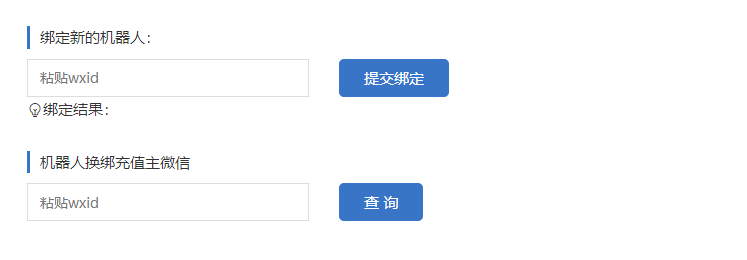 绑定新的机器人：
粘贴wxid 提交绑定
绑定结果：
机器人换绑充值主微信
粘贴wxid 查 询